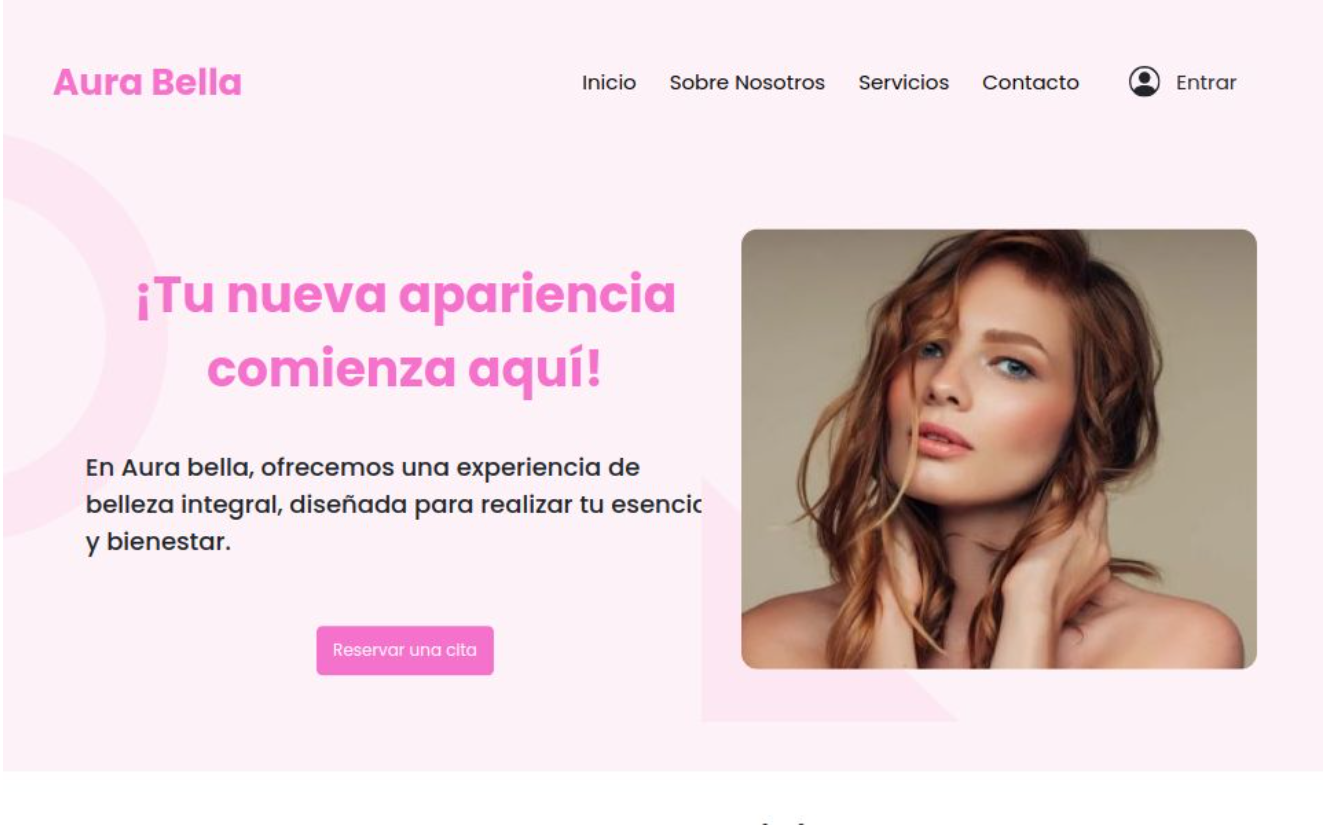 Aura Bella
Inicio Sobre Nosotros Servicios Contacto Entrar
¡Tu nueva apariencia
comienza aquí!
En Aura bella, ofrecemos una experiencia de
belleza integral, diseñada para realizar tu esencia
y bienestar.
Reservar una cita